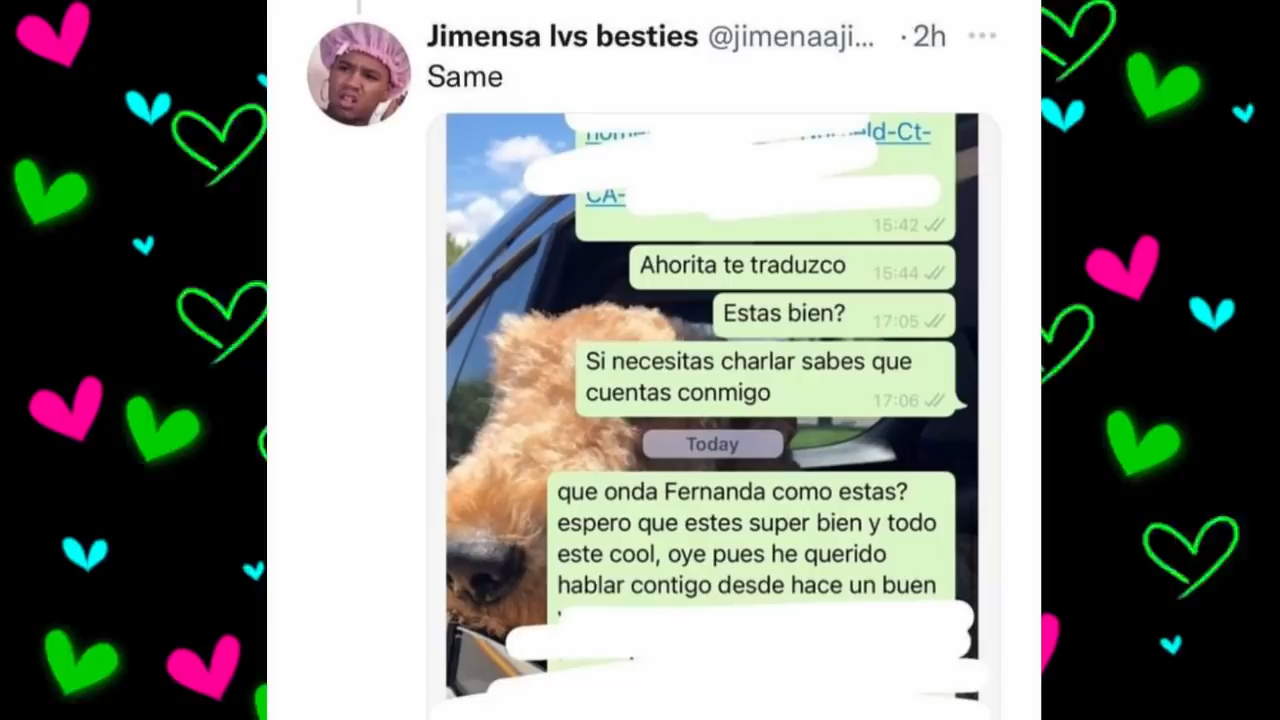 Jimensa lvs besties @jimenaaji... · 2h
Same
ld-Ct-
CA-
15:42
Ahorita te traduzco 15:44
Estas bien? 17:05
Si necesitas charlar sabes que
cuentas conmigo 17:06
Today
que onda Fernanda como estas?
espero que estes super bien y todo
este cool, oye pues he querido
hablar contigo desde hace un buen